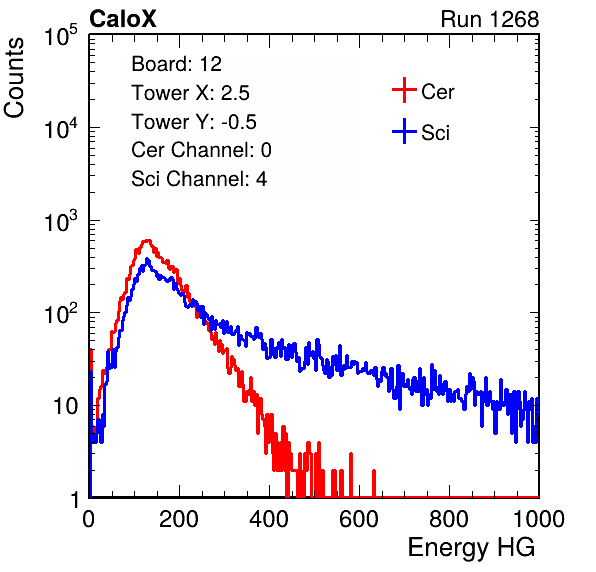 CaloX Run 1268
Counts
Board: 12
Tower X: 2.5
Tower Y: -0.5
Cer Channel: 0
Sci Channel: 4
Cer
Sci
10^5
10^4
10^3
10^2
10
1
0 200 400 600 800 1000
Energy HG